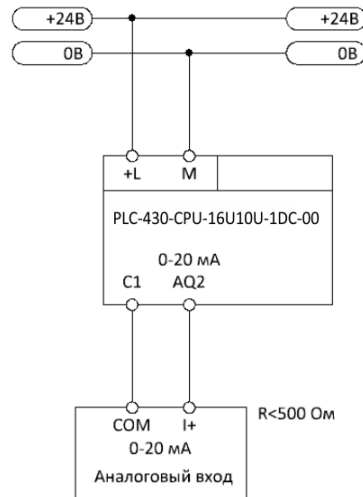 +24В +24В
0В 0В
+L M
PLC-430-CPU-16U10U-1DC-00
0-20 мА
C1 AQ2
COM I+ R<500 Ом
0-20 мА
Аналоговый вход